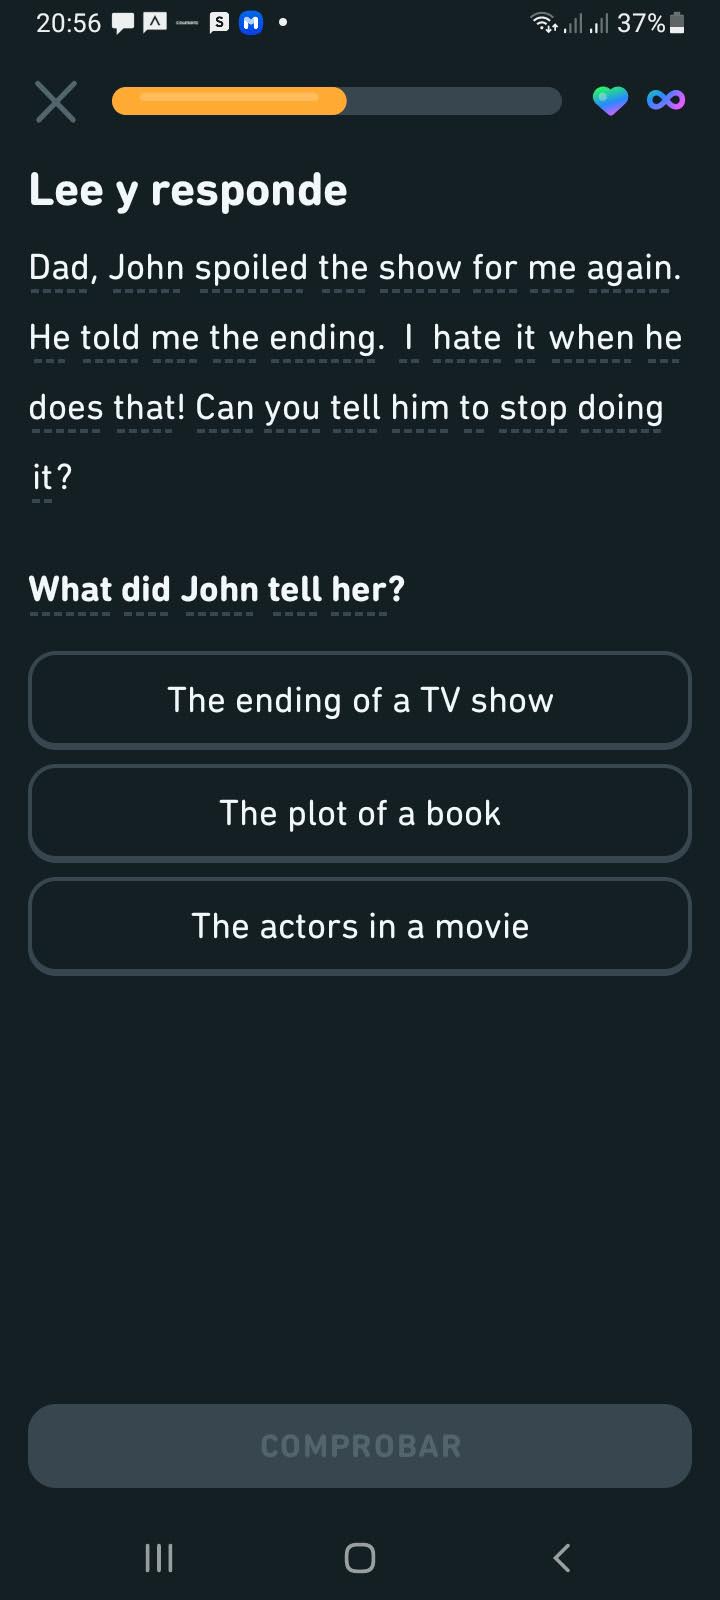 20:56
37%
Lee y responde
Dad, John spoiled the show for me again.
He told me the ending. I hate it when he
does that! Can you tell him to stop doing
it?
What did John tell her?
The ending of a TV show
The plot of a book
The actors in a movie
COMPROBAR